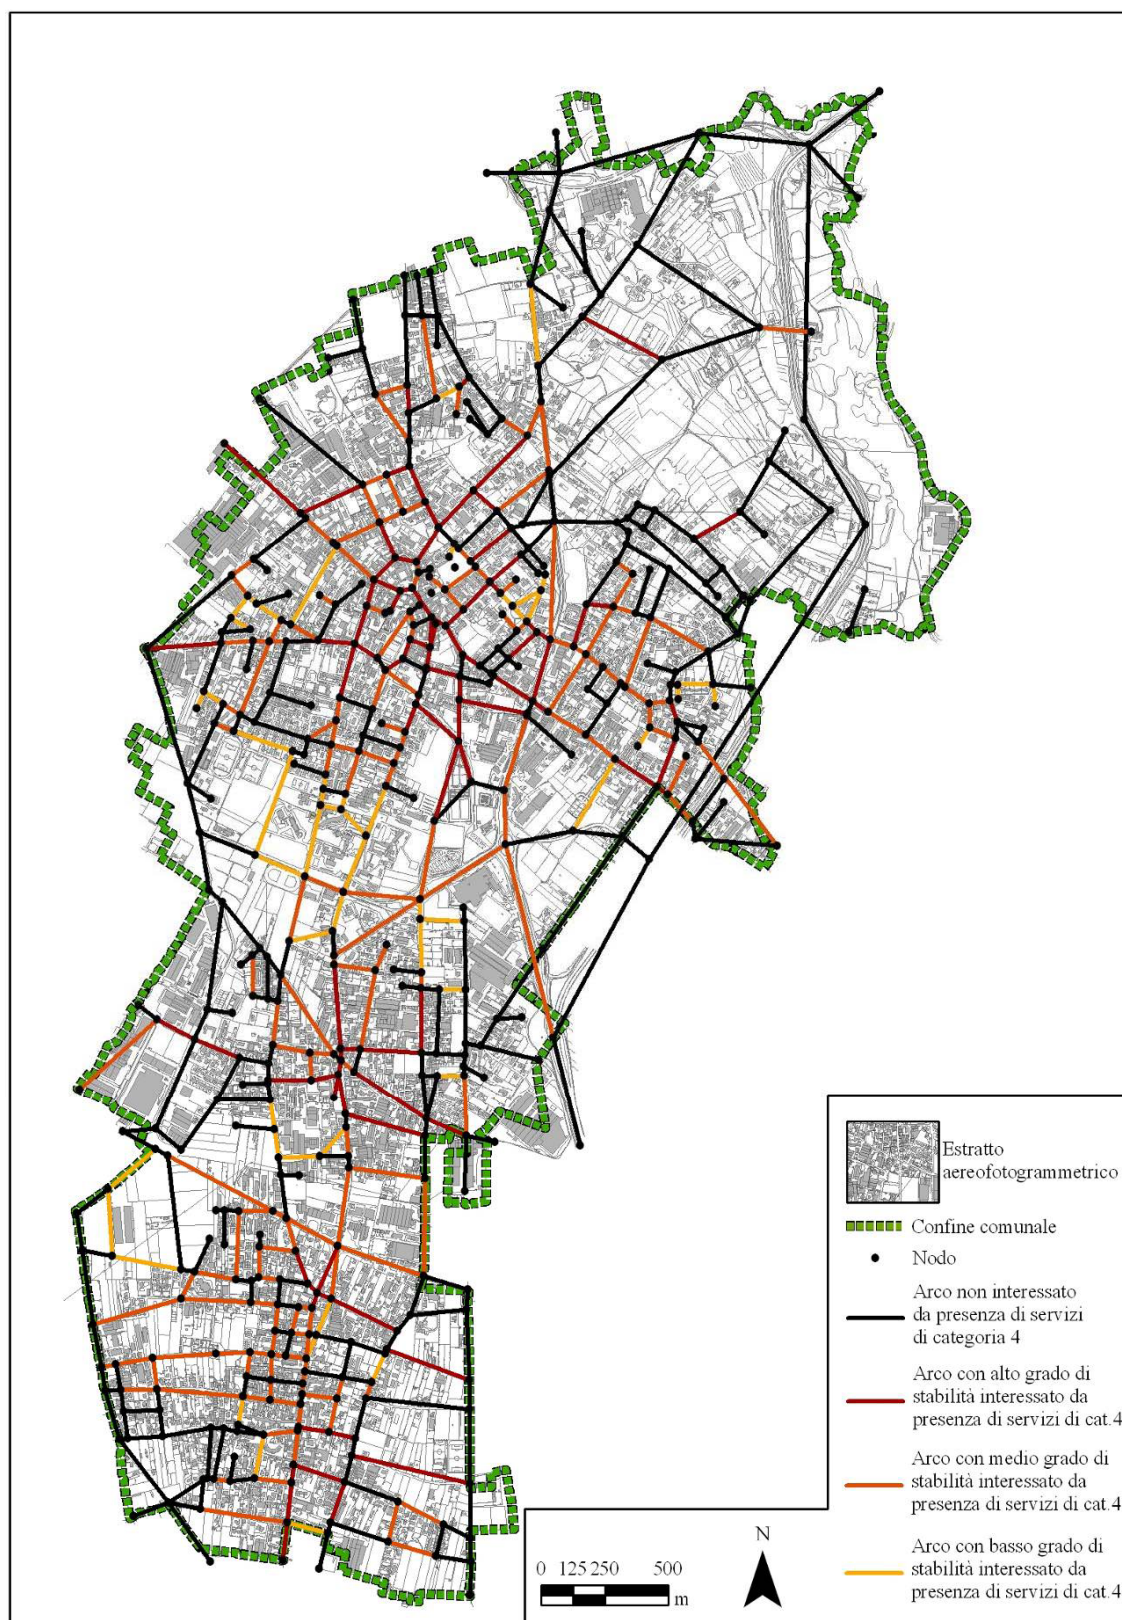 Estratto
aereofotogrammetrico
Confine comunale
Nodo
Arco non interessato
da presenza di servizi
di categoria 4
Arco con alto grado di
stabilità interessato da
presenza di servizi di cat.4
Arco con medio grado di
stabilità interessato da
presenza di servizi di cat.4
Arco con basso grado di
stabilità interessato da
presenza di servizi di cat.4
N
0 125 250 500
m